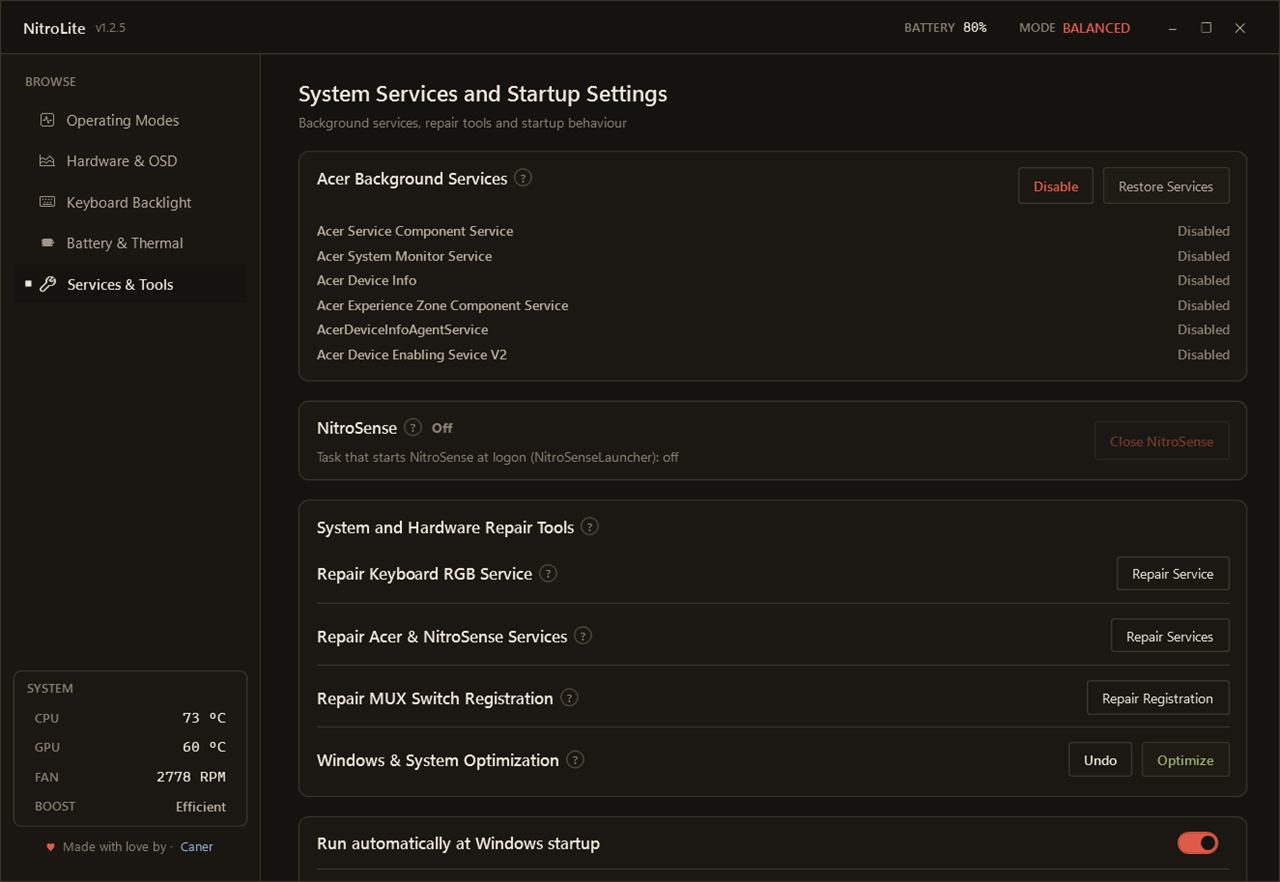 NitroLite v1.2.5
BATTERY 80% MODE BALANCED
BROWSE
Operating Modes
Hardware & OSD
Keyboard Backlight
Battery & Thermal
Services & Tools
SYSTEM
CPU 73 ºC
GPU 60 ºC
FAN 2778 RPM
BOOST Efficient
Made with love by · Caner
System Services and Startup Settings
Background services, repair tools and startup behaviour
Acer Background Services ? Disable Restore Services
Acer Service Component Service Disabled
Acer System Monitor Service Disabled
Acer Device Info Disabled
Acer Experience Zone Component Service Disabled
AcerDeviceInfoAgentService Disabled
Acer Device Enabling Sevice V2 Disabled
NitroSense ? Off Close NitroSense
Task that starts NitroSense at logon (NitroSenseLauncher): off
System and Hardware Repair Tools ?
Repair Keyboard RGB Service ? Repair Service
Repair Acer & NitroSense Services ? Repair Services
Repair MUX Switch Registration ? Repair Registration
Windows & System Optimization ? Undo Optimize
Run automatically at Windows startup